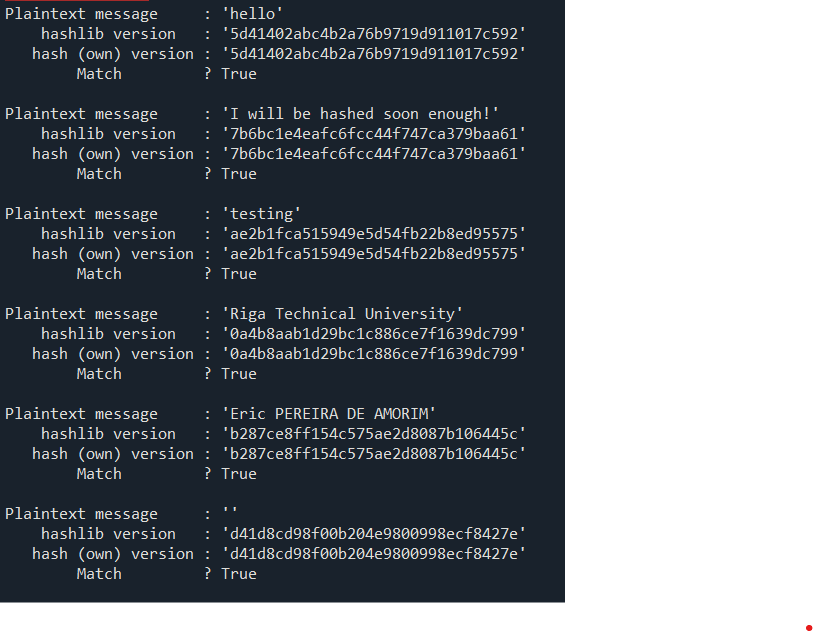 Plaintext message     : 'hello'
    hashlib version   : '5d41402abc4b2a76b9719d911017c592'
   hash (own) version : '5d41402abc4b2a76b9719d911017c592'
        Match         ? True
Plaintext message     : 'I will be hashed soon enough!'
    hashlib version   : '7b6bc1e4eafc6fcc44f747ca379baa61'
   hash (own) version : '7b6bc1e4eafc6fcc44f747ca379baa61'
        Match         ? True
Plaintext message     : 'testing'
    hashlib version   : 'ae2b1fca515949e5d54fb22b8ed95575'
   hash (own) version : 'ae2b1fca515949e5d54fb22b8ed95575'
        Match         ? True
Plaintext message     : 'Riga Technical University'
    hashlib version   : '0a4b8aab1d29bc1c886ce7f1639dc799'
   hash (own) version : '0a4b8aab1d29bc1c886ce7f1639dc799'
        Match         ? True
Plaintext message     : 'Eric PEREIRA DE AMORIM'
    hashlib version   : 'b287ce8ff154c575ae2d8087b106445c'
   hash (own) version : 'b287ce8ff154c575ae2d8087b106445c'
        Match         ? True
Plaintext message     : ''
    hashlib version   : 'd41d8cd98f00b204e9800998ecf8427e'
   hash (own) version : 'd41d8cd98f00b204e9800998ecf8427e'
        Match         ? True